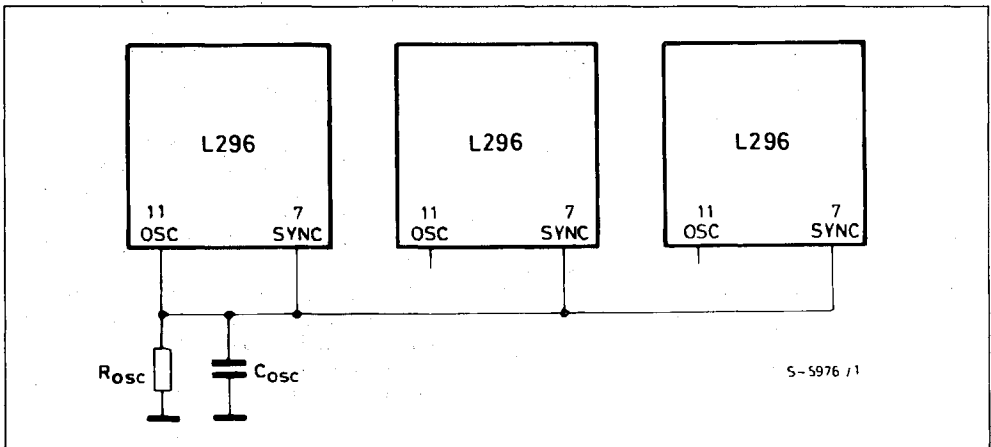 L296 L296 L296
11 7 11 7 11 7
OSC SYNC OSC SYNC OSC SYNC
Rosc Cosc
S-5976/1